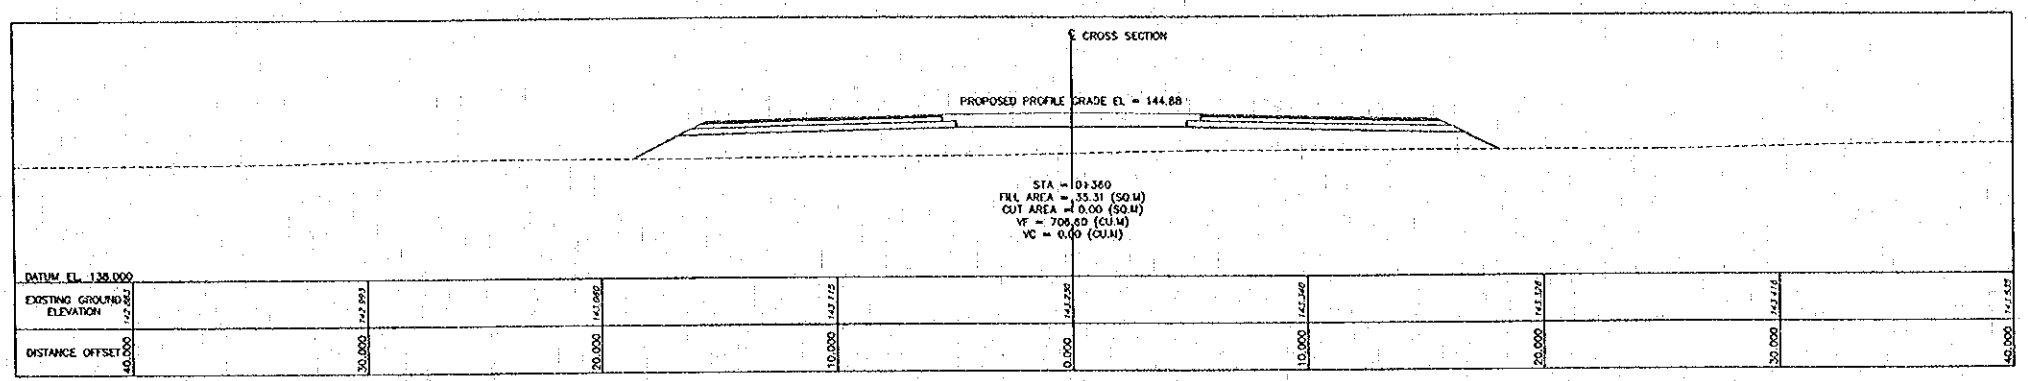 ℄ CROSS SECTION
PROPOSED PROFILE GRADE EL = 144.88
STA = 0+360
FILL AREA = 35.31 (SQ.M)
CUT AREA = 0.00 (SQ.M)
VF = 706.60 (CU.M)
VC = 0.00 (CU.M)
DATUM EL. 138.000
EXISTING GROUND ELEVATION 142.993 143.060 143.115 143.230 143.340 143.416
DISTANCE OFFSET 40.000 30.000 20.000 10.000 0.000 10.000 20.000 30.000 40.000